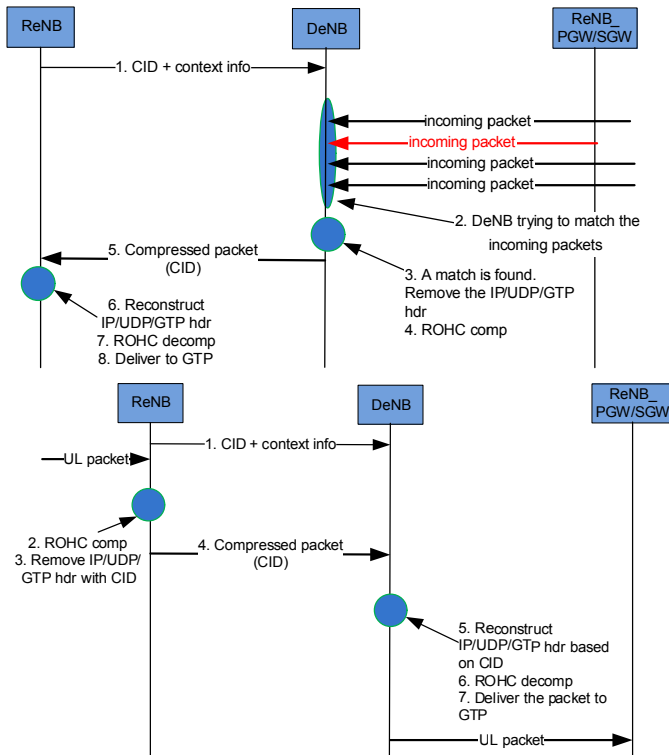 ReNB
DeNB
ReNB_
PGW/SGW
1. CID + context info
incoming packet
incoming packet
incoming packet
incoming packet
2. DeNB trying to match the
incoming packets
5. Compressed packet
(CID)
3. A match is found.
Remove the IP/UDP/GTP
hdr
4. ROHC comp
6. Reconstruct
IP/UDP/GTP hdr
7. ROHC decomp
8. Deliver to GTP
ReNB
DeNB
ReNB_
PGW/SGW
1. CID + context info
UL packet
2. ROHC comp
3. Remove IP/UDP/
GTP hdr with CID
4. Compressed packet
(CID)
5. Reconstruct
IP/UDP/GTP hdr based
on CID
6. ROHC decomp
7. Deliver the packet to
GTP
UL packet